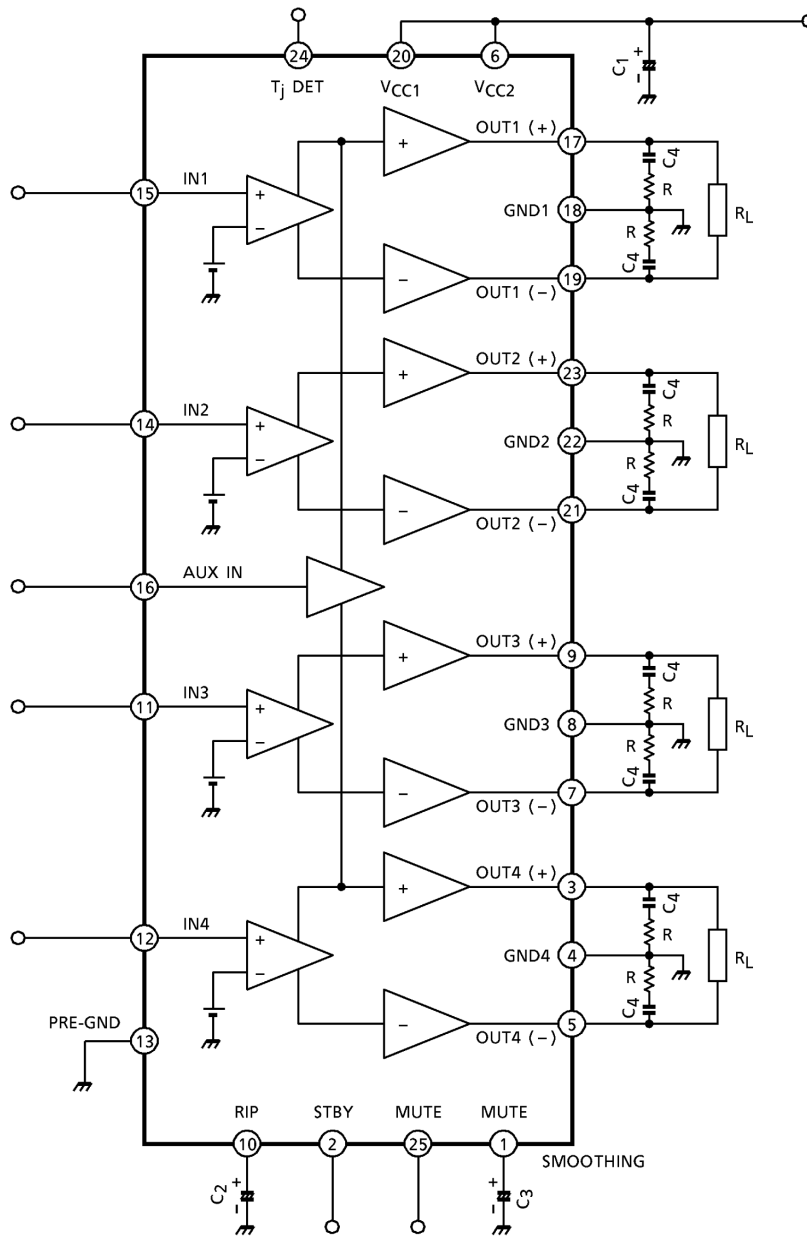 24 20 6
C1 + -
Tj DET VCC1 VCC2
OUT1 (+) 17
+
C4
R
15 IN1
+
-
GND1 18
RL
R
C4
-
19
OUT1 (-)
OUT2 (+) 23
+
C4
R
14 IN2
+
-
GND2 22
RL
R
C4
-
21
OUT2 (-)
16 AUX IN
OUT3 (+) 9
+
C4
R
11 IN3
+
-
GND3 8
RL
R
C4
-
7
OUT3 (-)
OUT4 (+) 3
+
C4
R
12 IN4
+
-
GND4 4
RL
R
C4
-
5
OUT4 (-)
PRE-GND
13
RIP STBY MUTE MUTE
10 2 25 1
SMOOTHING
C2 + -
+ - C3